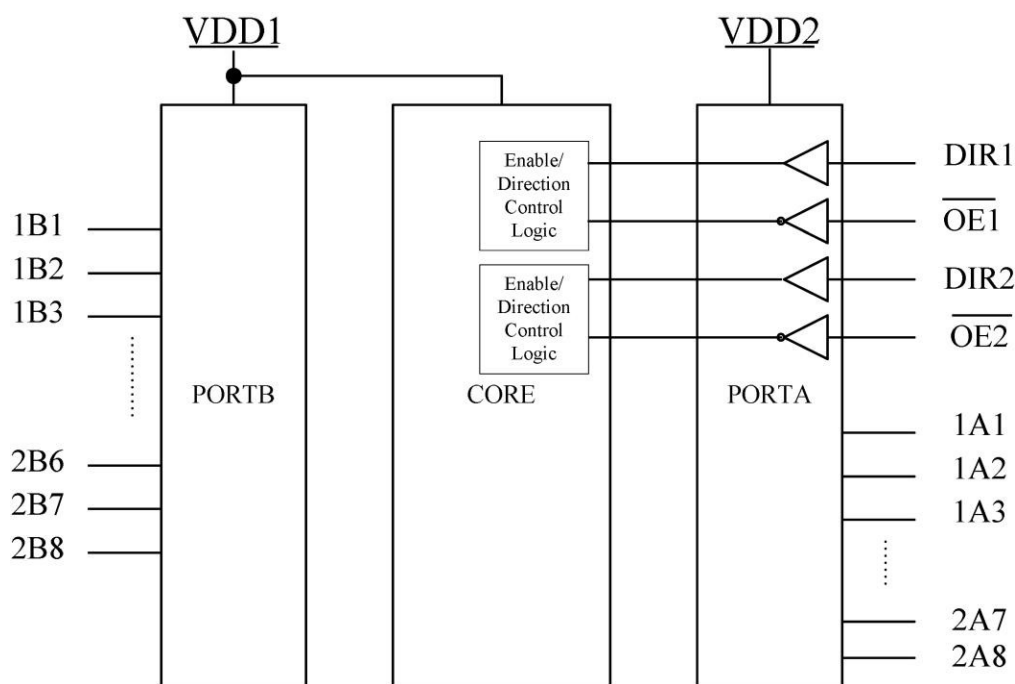 VDD1
VDD2
Enable/
Direction
Control
Logic
Enable/
Direction
Control
Logic
DIR1
OE1
DIR2
OE2
1B1
1B2
1B3
2B6
2B7
2B8
PORTB
CORE
PORTA
1A1
1A2
1A3
2A7
2A8